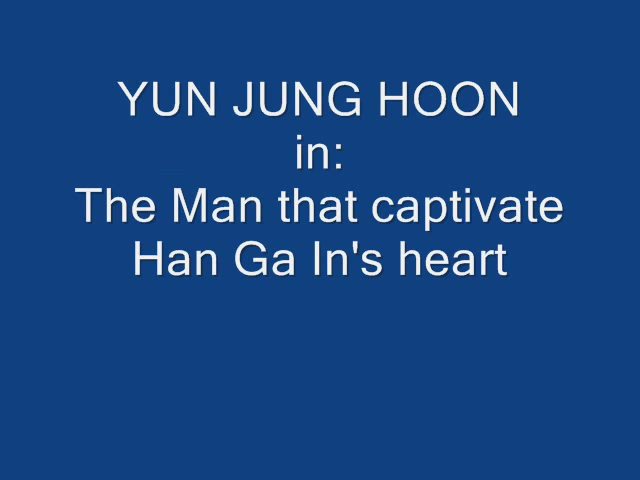 YUN JUNG HOON
in:
The Man that captivate
Han Ga In's heart